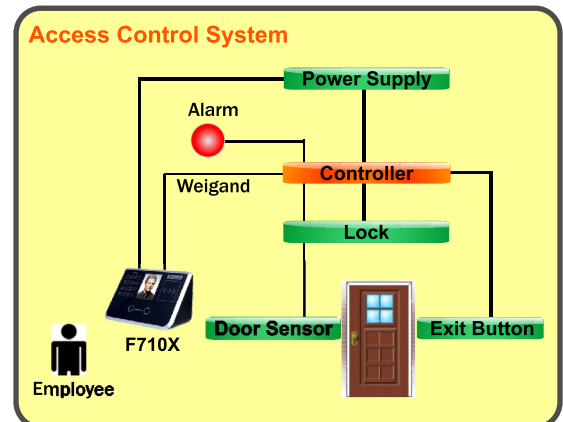 Access Control System
Power Supply
Alarm
Controller
Weigand
Lock
Door Sensor
Exit Button
F710X
Employee